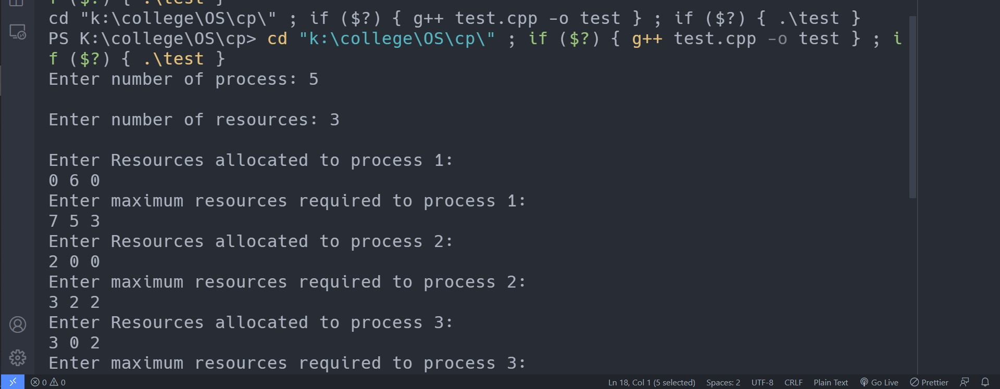 f ($?) { .\test }
cd "k:\college\OS\cp\" ; if ($?) { g++ test.cpp -o test } ; if ($?) { .\test }
PS K:\college\OS\cp> cd "k:\college\OS\cp\" ; if ($?) { g++ test.cpp -o test } ; i
f ($?) { .\test }
Enter number of process: 5
Enter number of resources: 3
Enter Resources allocated to process 1:
0 6 0
Enter maximum resources required to process 1:
7 5 3
Enter Resources allocated to process 2:
2 0 0
Enter maximum resources required to process 2:
3 2 2
Enter Resources allocated to process 3:
3 0 2
Enter maximum resources required to process 3:
0 0 Ln 18, Col 1 (5 selected) Spaces: 2 UTF-8 CRLF Plain Text Go Live Prettier